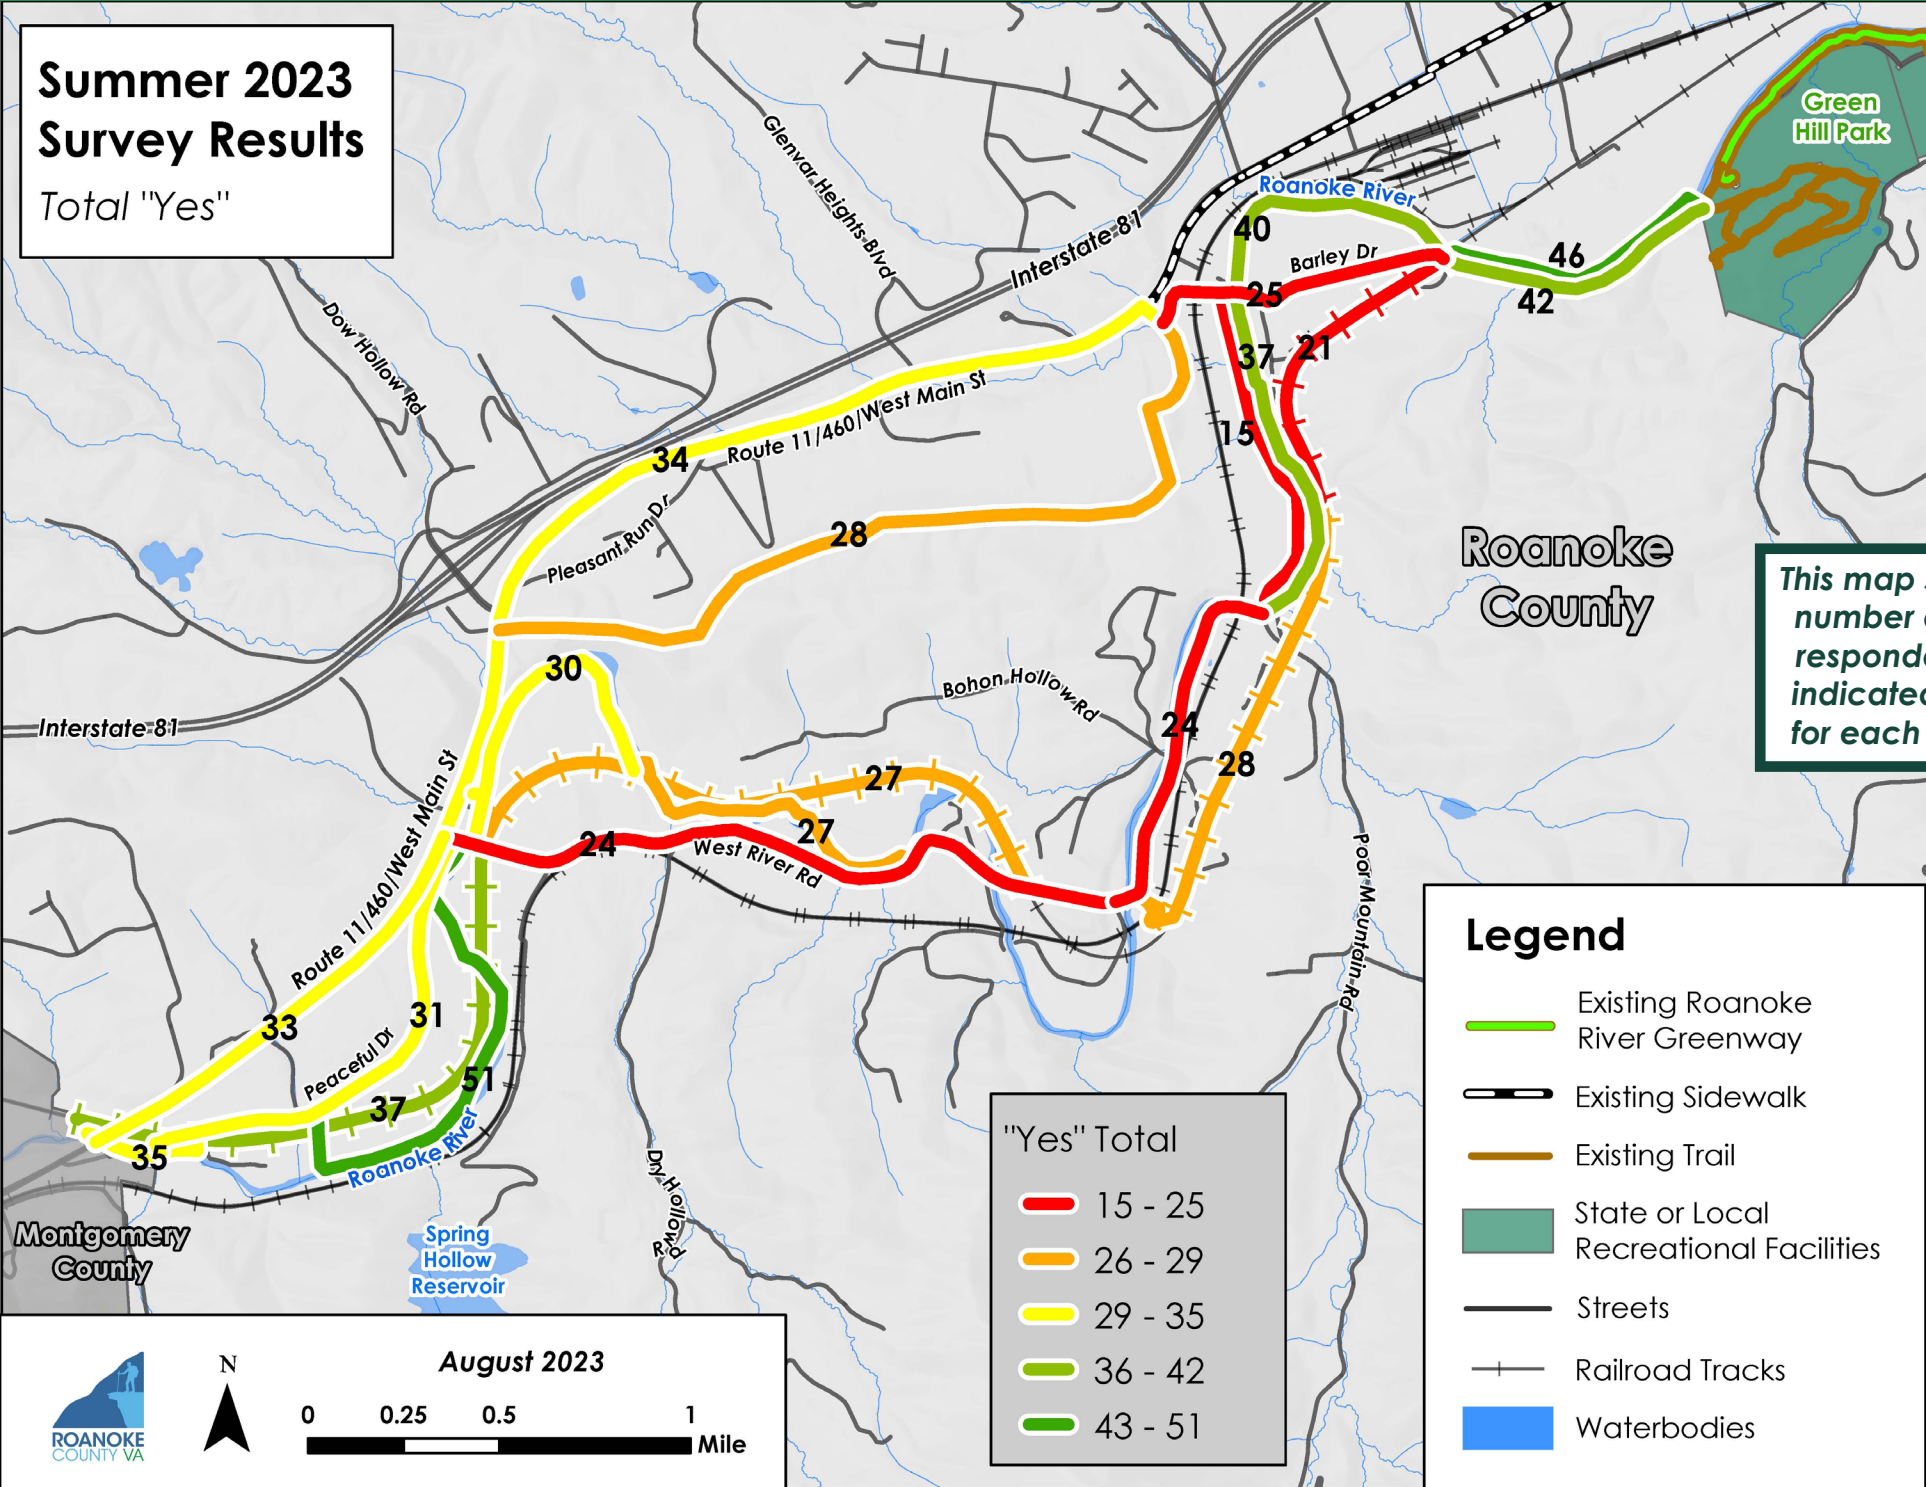 Summer 2023
Survey Results
Total "Yes"
Green
Hill Park
Glenvar Heights Blvd
Interstate 81
Roanoke River
40
Barley Dr
46
42
25
21
37
15
Dow Hollow Rd
Route 11/460/West Main St
34
Pleasant Run Dr
28
Roanoke
County
This map
number
respond
indicated
for each
30
Bohon Hollow Rd
Interstate 81
24
28
27
27
24
West River Rd
Route 11/460/West Main St
Poor Mountain Rd
33
31
Peaceful Dr
51
37
35
Roanoke River
Montgomery
County
Spring
Hollow
Reservoir
Dry Hollow
Rd
"Yes" Total
15 - 25
26 - 29
29 - 35
36 - 42
43 - 51
Legend
Existing Roanoke
River Greenway
Existing Sidewalk
Existing Trail
State or Local
Recreational Facilities
Streets
Railroad Tracks
Waterbodies
ROANOKE
COUNTY VA
N
August 2023
0 0.25 0.5 1
Mile